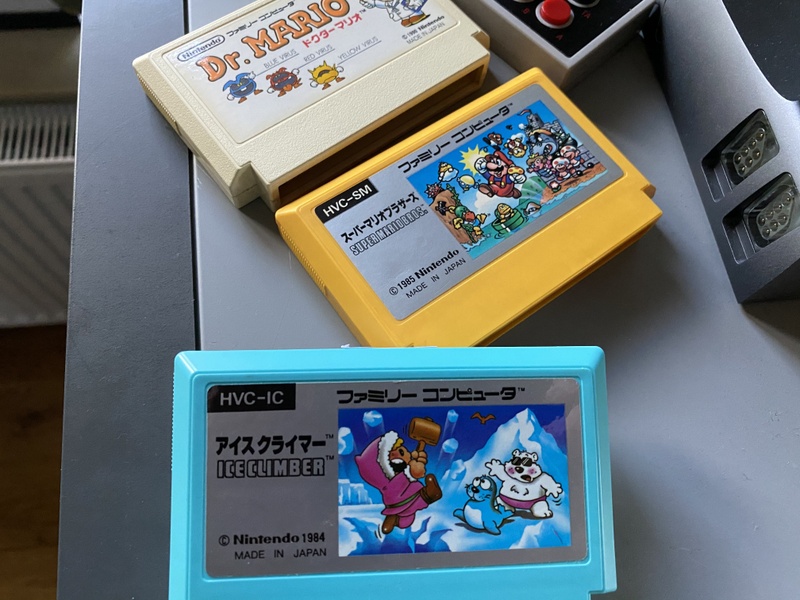 Nintendo
ファミリー コンピュータ
Dr. MARIO
ドクターマリオ
BLUE VIRUS
RED VIRUS
YELLOW VIRUS
MADE IN JAPAN
HVC-SM
ファミリー コンピュータ™
スーパーマリオブラザーズ
SUPER MARIO BROS.
© 1985 Nintendo
MADE IN JAPAN
HVC-IC
ファミリー コンピュータ™
アイスクライマー™
ICE CLIMBER™
© Nintendo 1984
MADE IN JAPAN